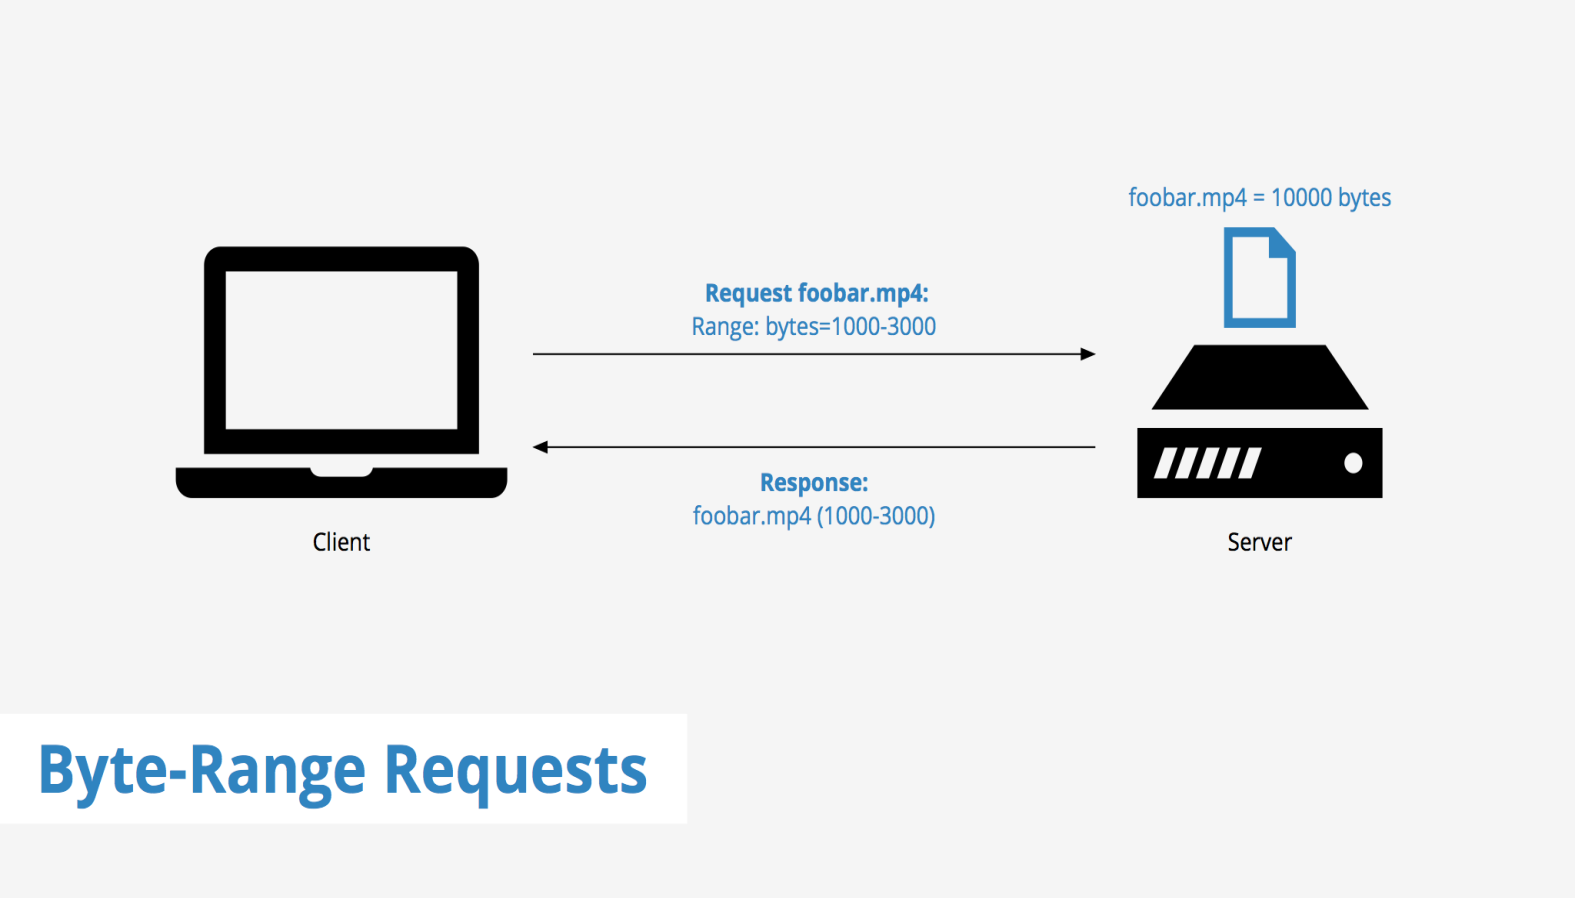 foobar.mp4 = 10000 bytes
Request foobar.mp4:
Range: bytes=1000-3000
Response:
foobar.mp4 (1000-3000)
Client
Server
Byte-Range Requests